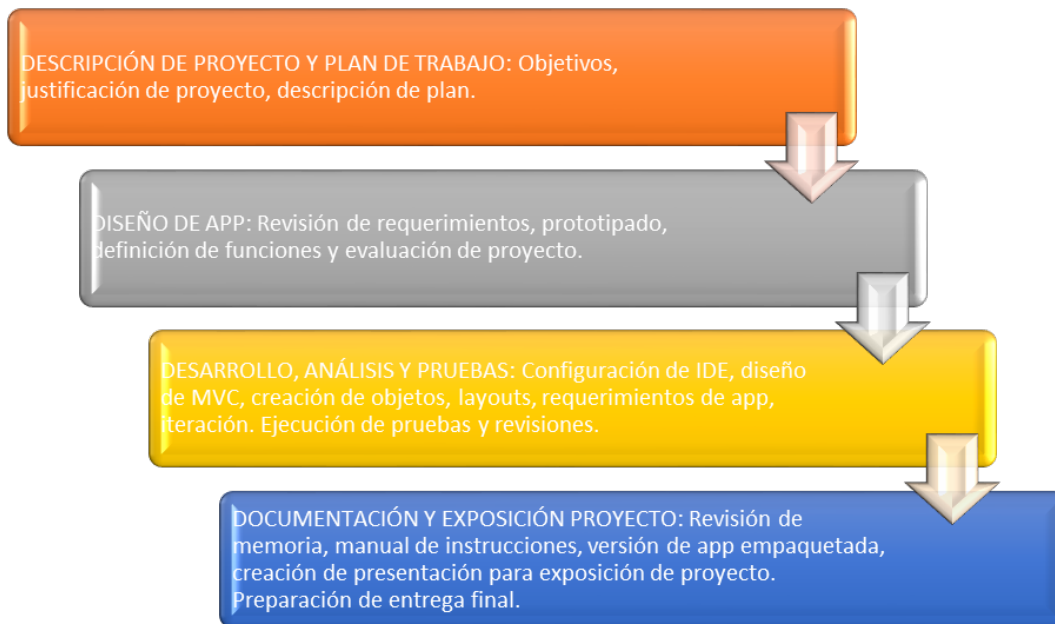 DESCRIPCIÓN DE PROYECTO Y PLAN DE TRABAJO: Objetivos,
justificación de proyecto, descripción de plan.
DISEÑO DE APP: Revisión de requerimientos, prototipado,
definición de funciones y evaluación de proyecto.
DESARROLLO, ANÁLISIS Y PRUEBAS: Configuración de IDE, diseño
de MVC, creación de objetos, layouts, requerimientos de app,
iteración. Ejecución de pruebas y revisiones.
DOCUMENTACIÓN Y EXPOSICIÓN PROYECTO: Revisión de
memoria, manual de instrucciones, versión de app empaquetada,
creación de presentación para exposición de proyecto.
Preparación de entrega final.